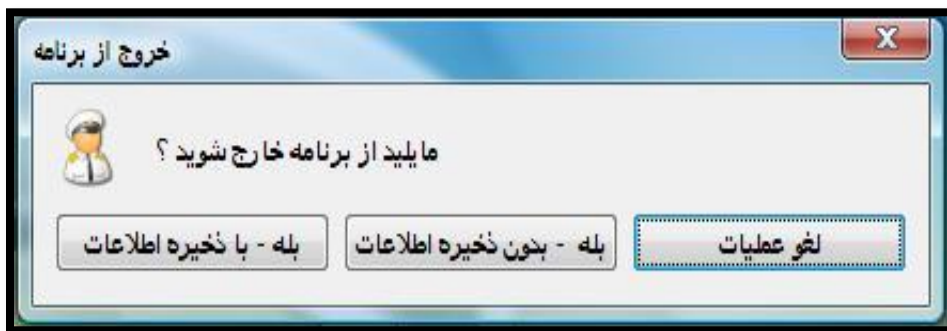 خروج از برنامه
مایلید از برنامه خارج شوید ؟
لغو عملیات
بله - بدون ذخیره اطلاعات
بله - با ذخیره اطلاعات